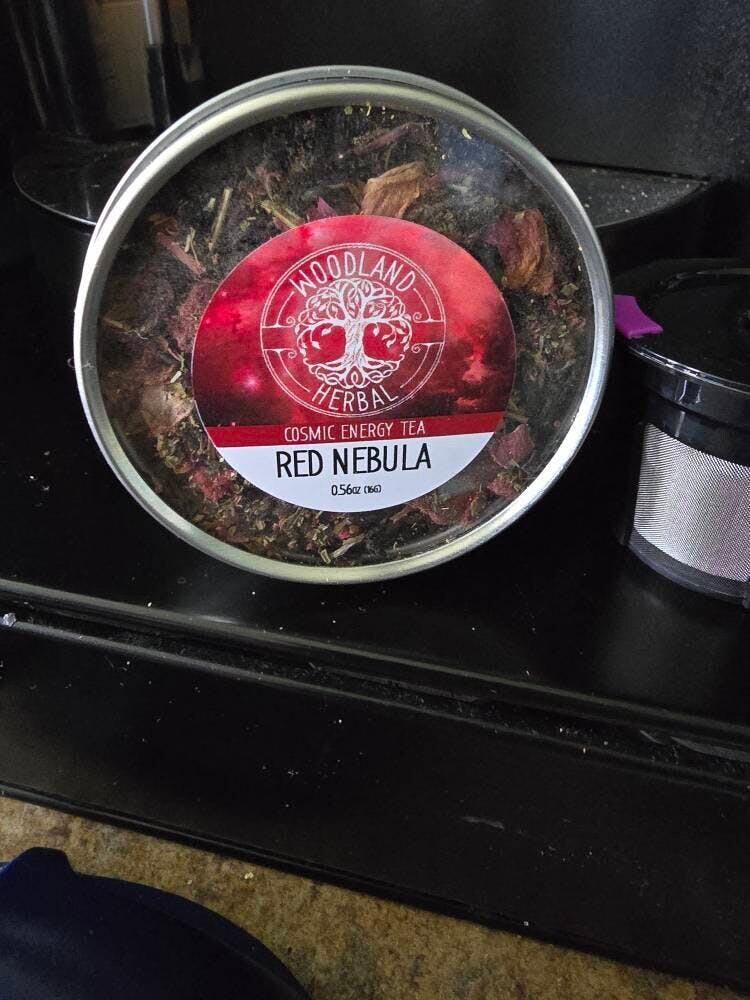 WOODLAND
HERBAL
COSMIC ENERGY TEA
RED NEBULA
0.56OZ (16G)